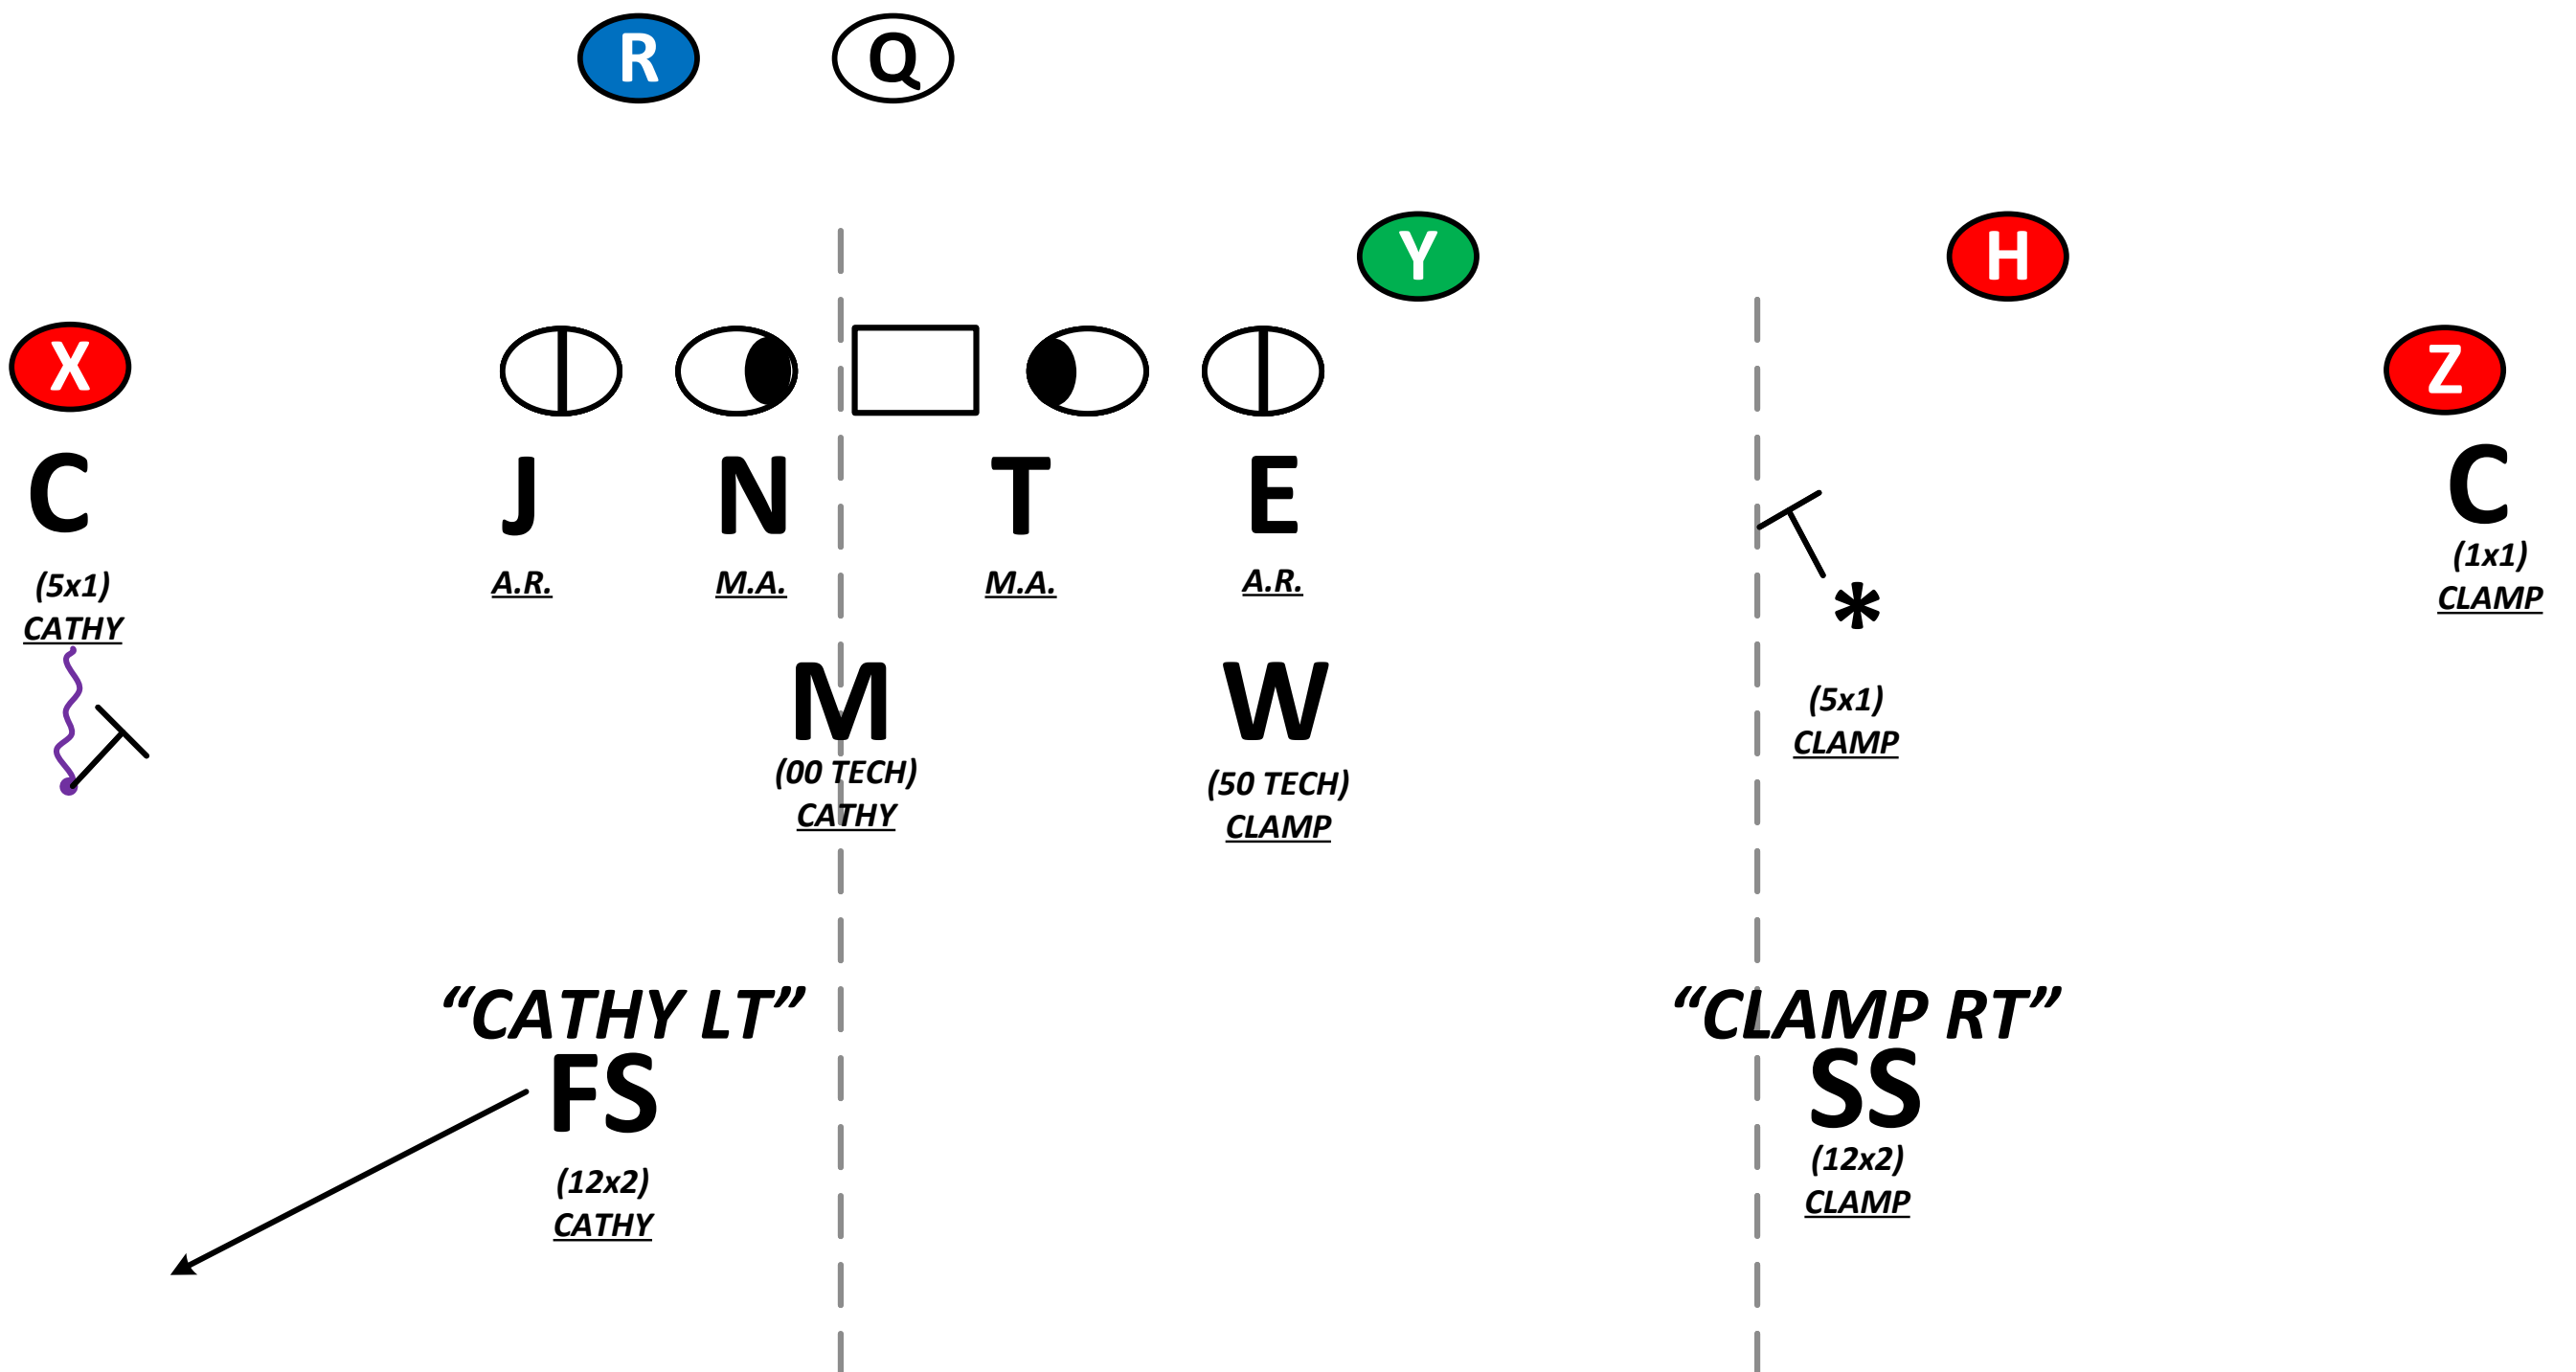 R Q
Y H
X Z
C J N T E C
(1x1)
(5x1) A.R. M.A. M.A. A.R. CLAMP
CATHY *
M W (5x1)
CLAMP
(00 TECH) (50 TECH)
CATHY CLAMP
“CATHY LT” “CLAMP RT”
FS SS
(12x2) (12x2)
CATHY CLAMP